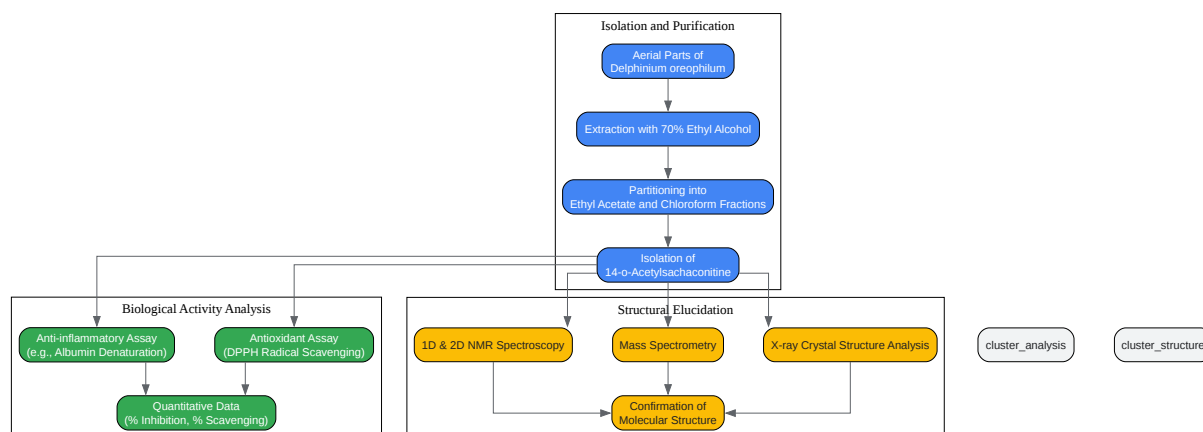 Isolation and Purification
Aerial Parts of
Delphinium oreophilum
Extraction with 70% Ethyl Alcohol
Partitioning into
Ethyl Acetate and Chloroform Fractions
Isolation of
14-o-Acetylsachaconitine
Biological Activity Analysis
Anti-inflammatory Assay
(e.g., Albumin Denaturation)
Antioxidant Assay
(DPPH Radical Scavenging)
Quantitative Data
(% Inhibition, % Scavenging)
Structural Elucidation
1D & 2D NMR Spectroscopy
Mass Spectrometry
X-ray Crystal Structure Analysis
Confirmation of
Molecular Structure
cluster_analysis
cluster_structure